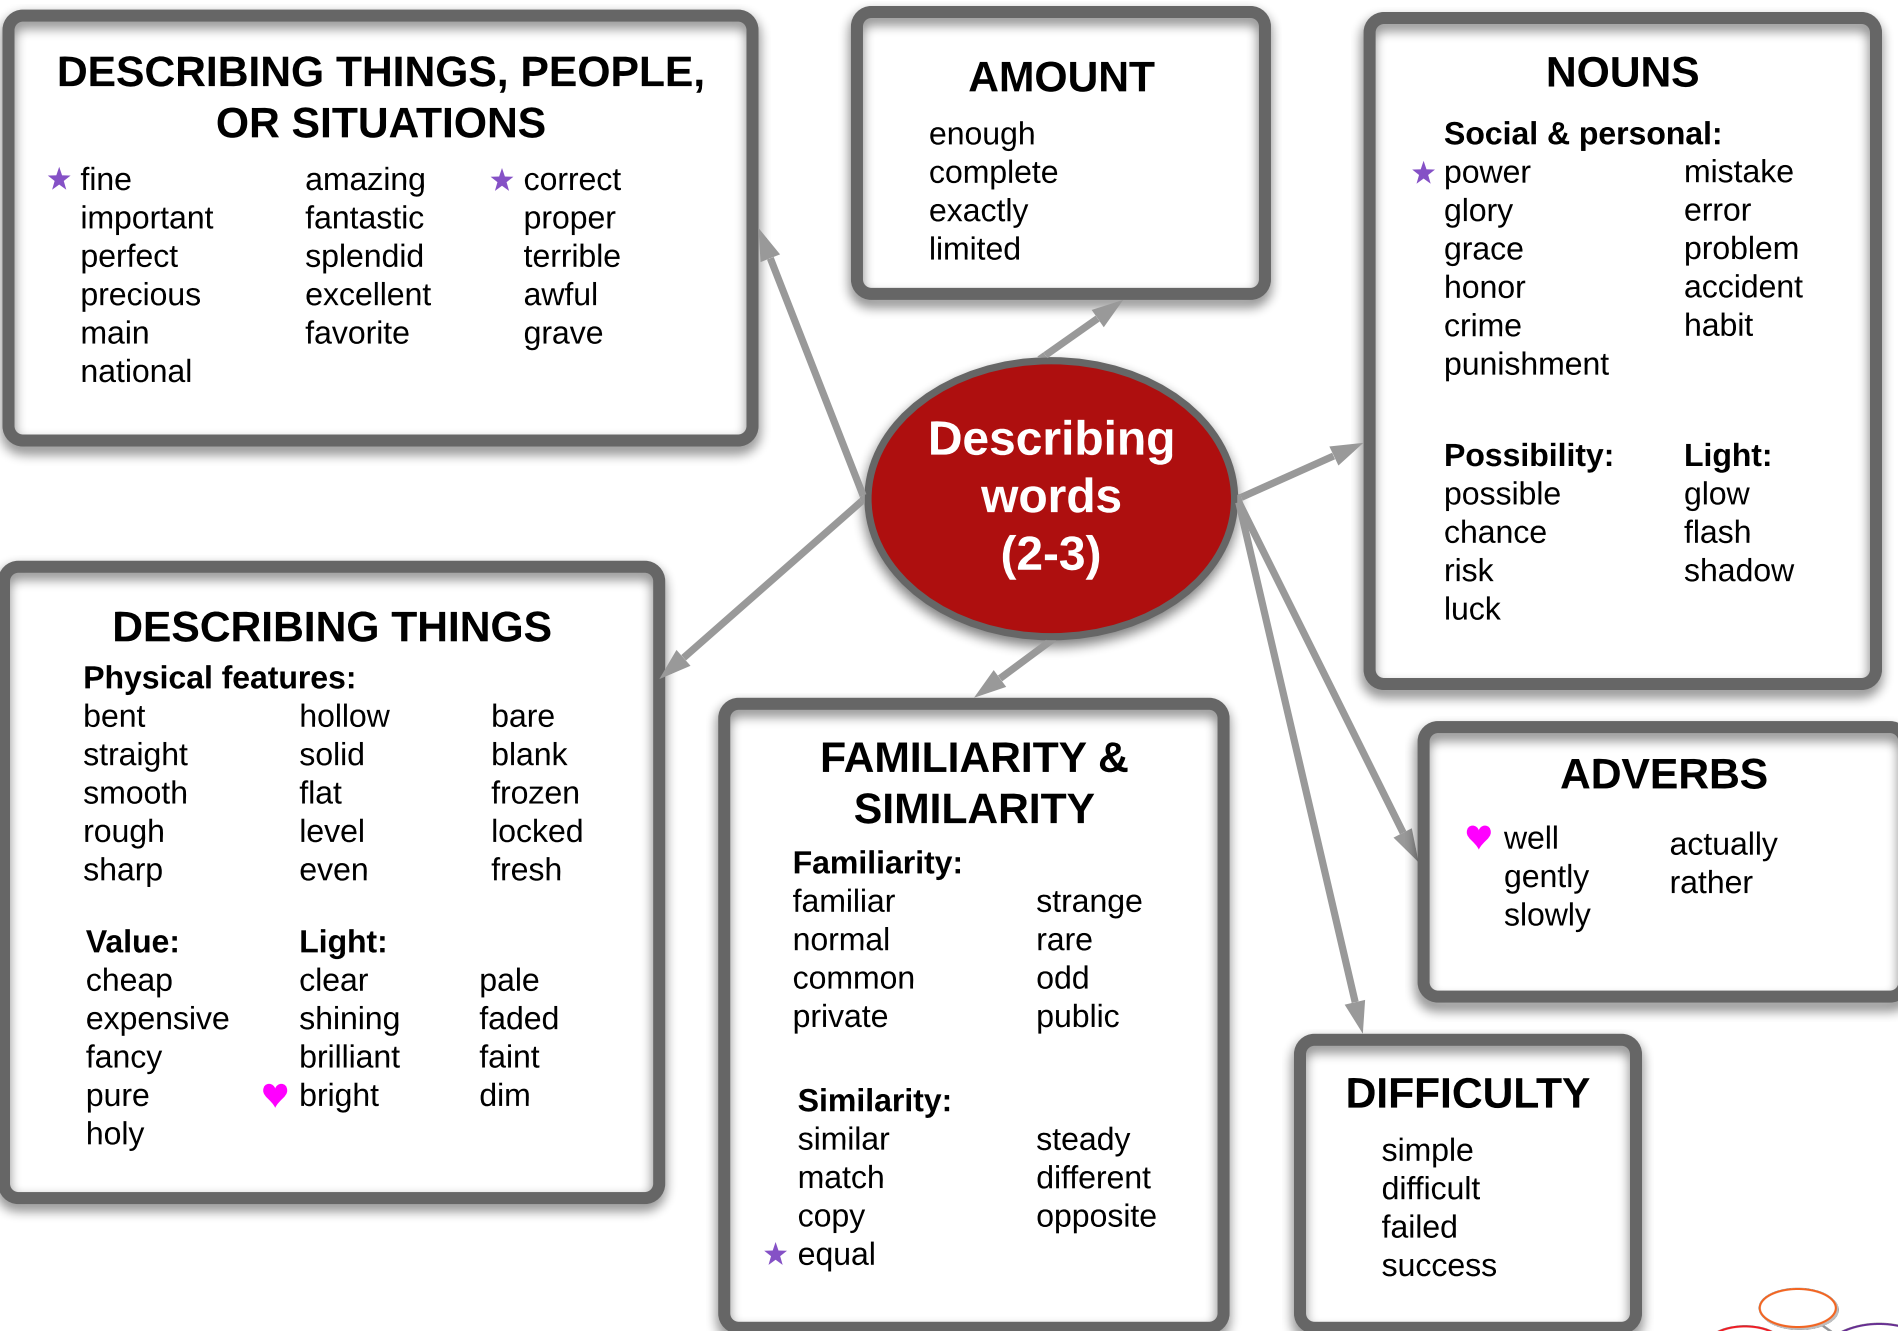 DESCRIBING THINGS, PEOPLE,
OR SITUATIONS
★ fine
important
perfect
precious
main
national
amazing
fantastic
splendid
excellent
favorite
★ correct
proper
terrible
awful
grave
AMOUNT
enough
complete
exactly
limited
NOUNS
Social & personal:
★ power
glory
grace
honor
crime
punishment
mistake
error
problem
accident
habit
Possibility:
possible
chance
risk
luck
Light:
glow
flash
shadow
Describing
words
(2-3)
DESCRIBING THINGS
Physical features:
bent
straight
smooth
rough
sharp
hollow
solid
flat
level
even
bare
blank
frozen
locked
fresh
Value:
cheap
expensive
fancy
pure
holy
Light:
clear
shining
brilliant
♥ bright
pale
faded
faint
dim
FAMILIARITY &
SIMILARITY
Familiarity:
familiar
normal
common
private
strange
rare
odd
public
Similarity:
similar
match
copy
★ equal
steady
different
opposite
ADVERBS
♥ well
gently
slowly
actually
rather
DIFFICULTY
simple
difficult
failed
success